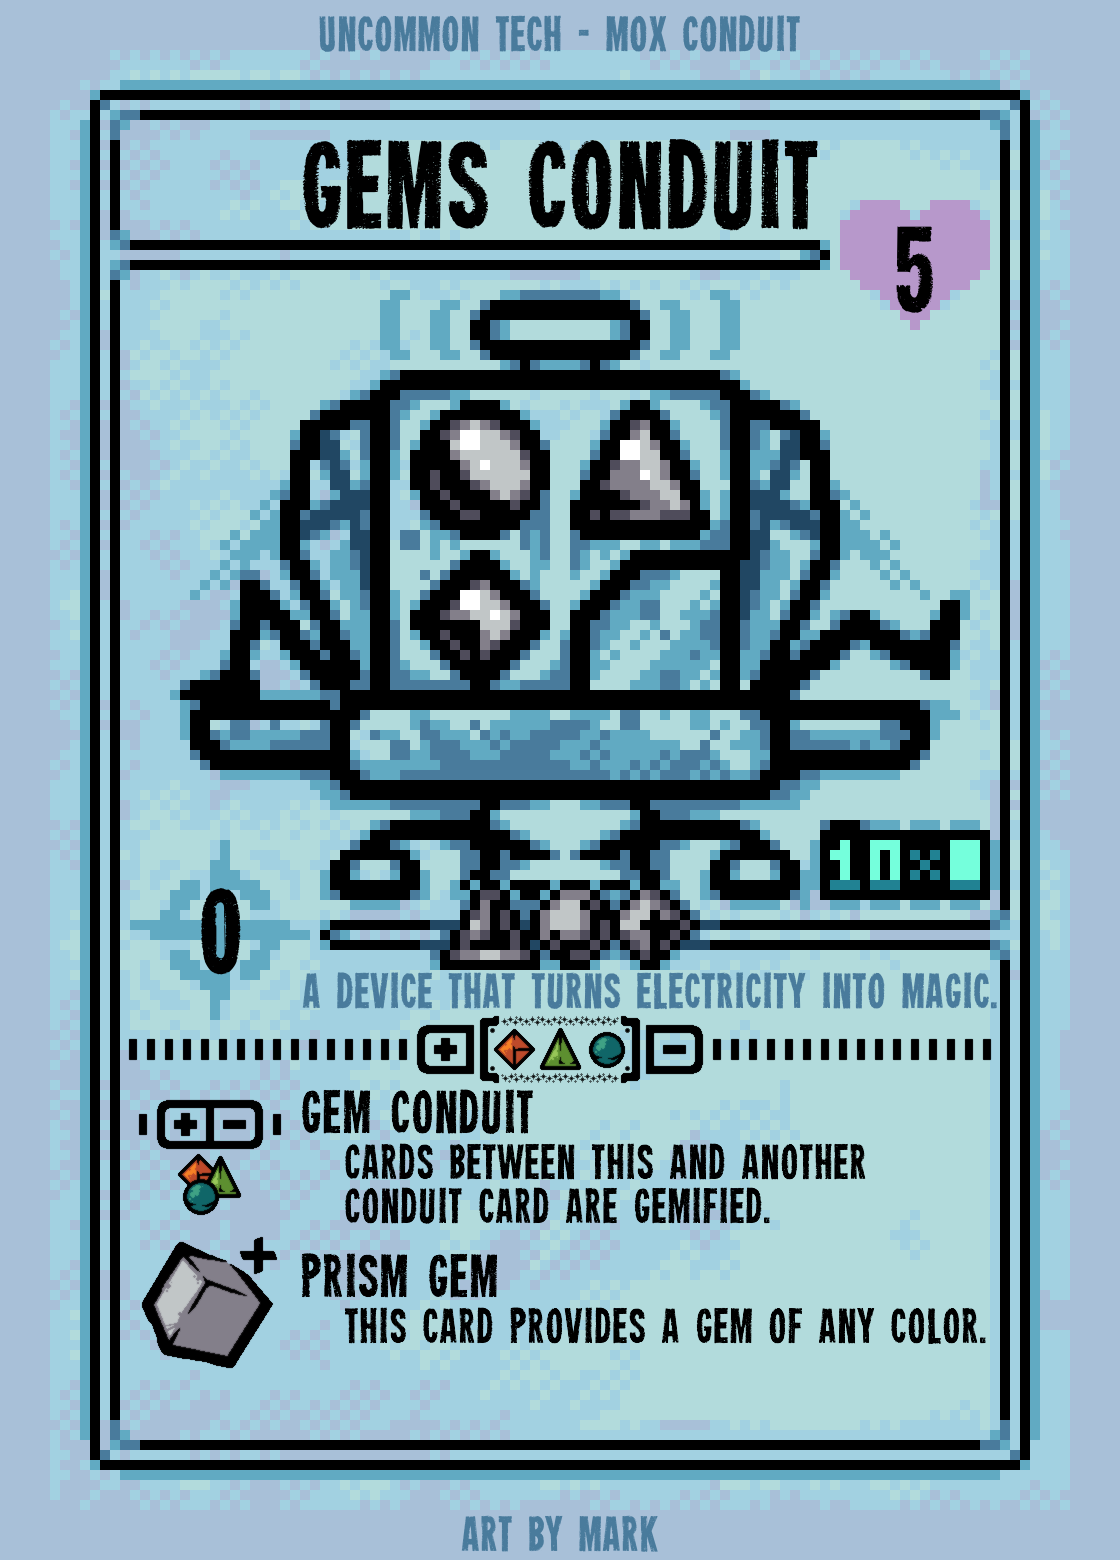 UNCOMMON TECH - MOX CONDUIT
GEMS CONDUIT
5
10×
0
A DEVICE THAT TURNS ELECTRICITY INTO MAGIC.
+ -
GEM CONDUIT
+ -
CARDS BETWEEN THIS AND ANOTHER
CONDUIT CARD ARE GEMIFIED.
+
PRISM GEM
THIS CARD PROVIDES A GEM OF ANY COLOR.
ART BY MARK